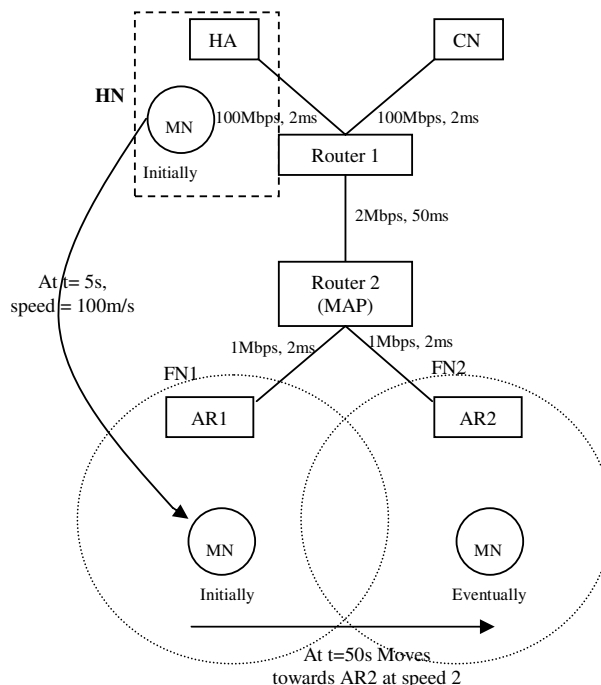 HA
CN
HN
MN
Initially
100Mbps, 2ms
100Mbps, 2ms
Router 1
2Mbps, 50ms
At t= 5s,
speed = 100m/s
Router 2
(MAP)
1Mbps, 2ms
1Mbps, 2ms
FN1
FN2
AR1
AR2
MN
MN
Initially
Eventually
At t=50s Moves
towards AR2 at speed 2